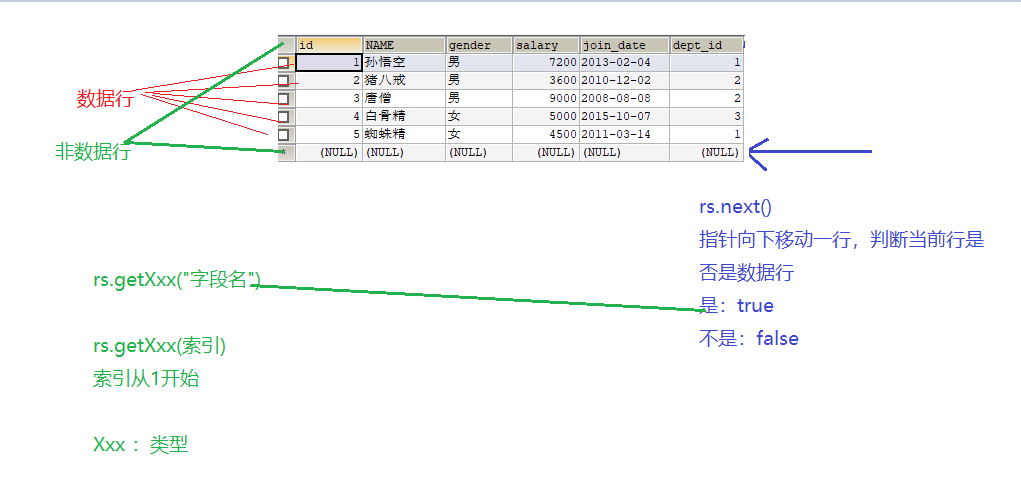 id NAME gender salary join_date dept_id
1 孙悟空 男 7200 2013-02-04 1
2 猪八戒 男 3600 2010-12-02 2
3 唐僧 男 9000 2008-08-08 2
4 白骨精 女 5000 2015-10-07 3
5 蜘蛛精 女 4500 2011-03-14 1
* (NULL) (NULL) (NULL) (NULL) (NULL) (NULL)
数据行
非数据行
rs.next()
指针向下移动一行，判断当前行是
否是数据行
是：true
不是：false
rs.getXxx("字段名")
rs.getXxx(索引)
索引从1开始
Xxx ：类型